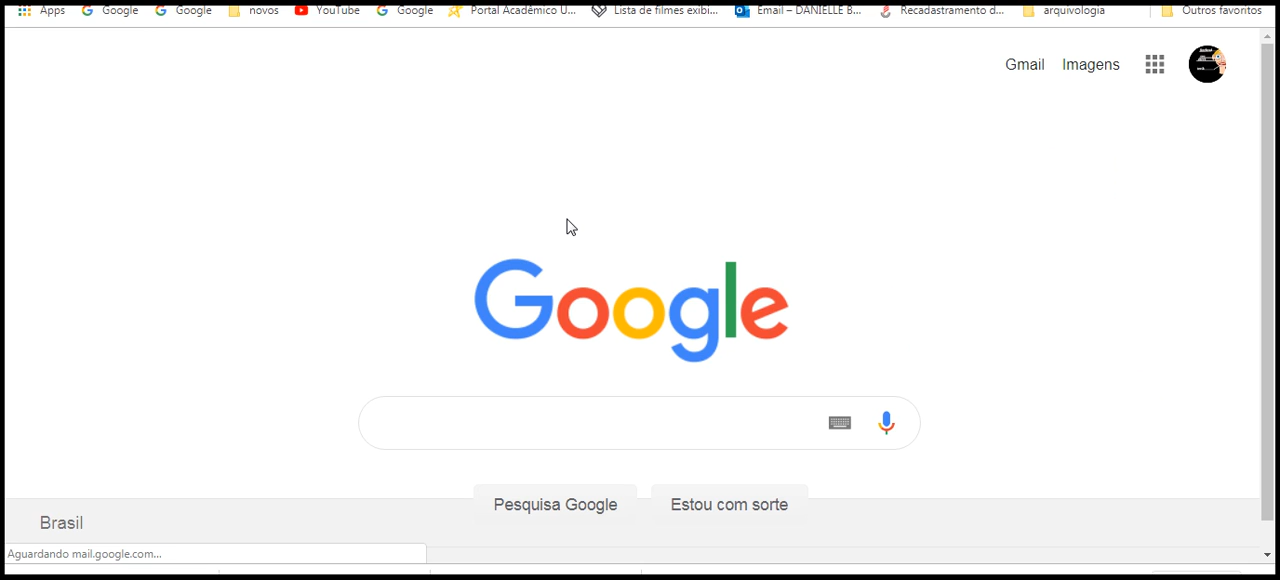 Apps Google Google novos YouTube Google Portal Acadêmico U... Lista de filmes exibi... Email – DANIELLE B... Recadastramento d... arquivologia Outros favoritos
Gmail Imagens
Google
Pesquisa Google Estou com sorte
Brasil
Aguardando mail.google.com...